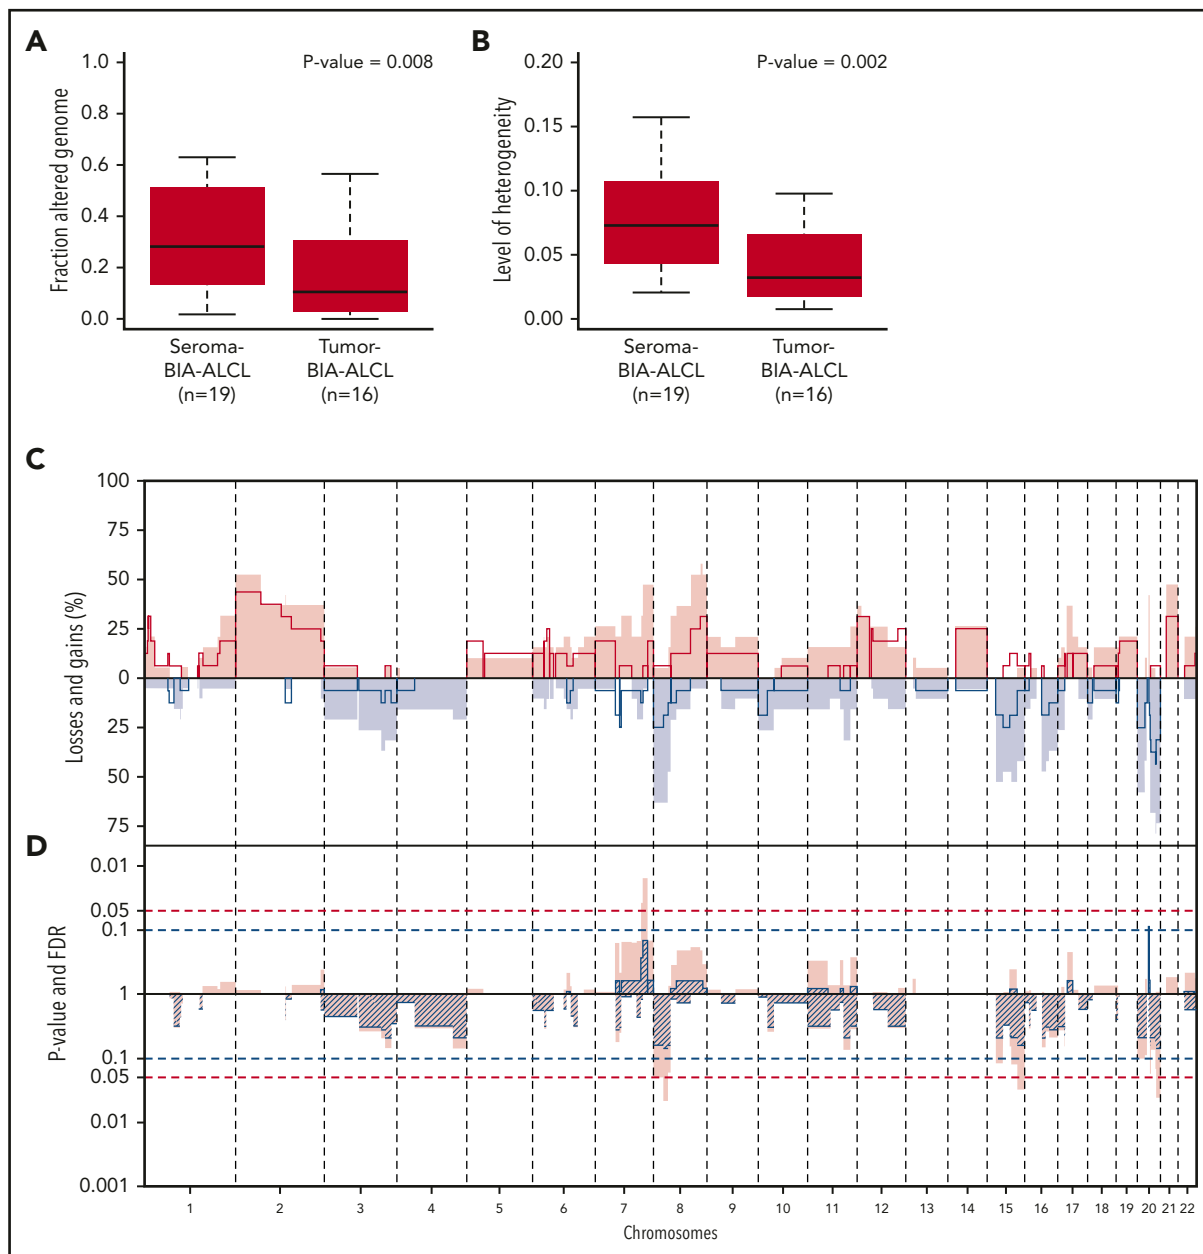 A
P-value = 0.008
Fraction altered genome
1.0
0.8
0.6
0.4
0.2
0.0
Seroma-
BIA-ALCL
(n=19)
Tumor-
BIA-ALCL
(n=16)
B
P-value = 0.002
Level of heterogeneity
0.20
0.15
0.10
0.05
0.00
Seroma-
BIA-ALCL
(n=19)
Tumor-
BIA-ALCL
(n=16)
C
Losses and gains (%)
100
75
50
25
0
25
50
75
D
P-value and FDR
0.01
0.05
0.1
1
0.1
0.05
0.01
0.001
1 2 3 4 5 6 7 8 9 10 11 12 13 14 15 16 17 18 19 20 21 22
Chromosomes